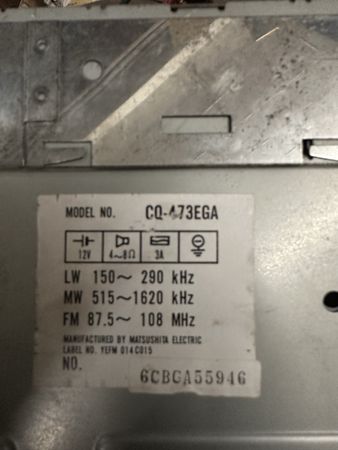 MODEL NO. CQ-473EGA
12V 4~8Ω 3A
LW 150~ 290 kHz
MW 515~1620 kHz
FM 87.5~ 108 MHz
MANUFACTURED BY MATSUSHITA ELECTRIC
LABEL NO. YEFM 014C015
NO. 6CBGA55946